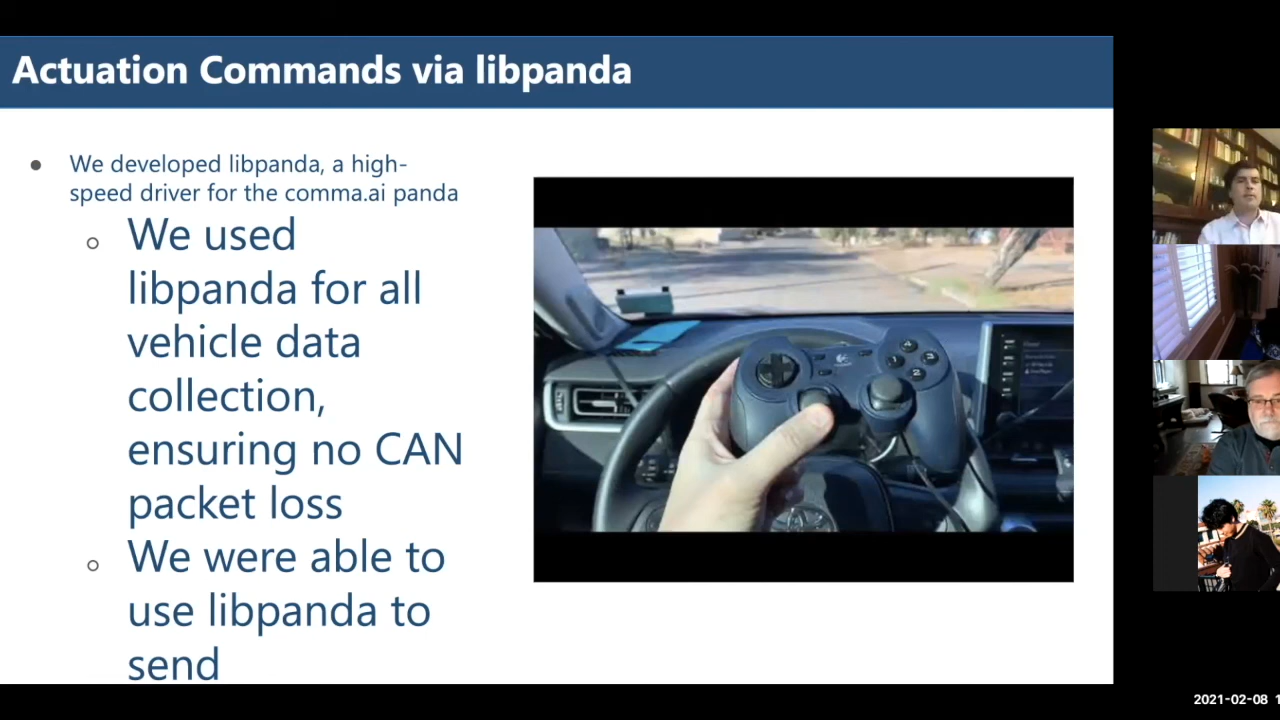 Actuation Commands via libpanda
We developed libpanda, a high-
speed driver for the comma.ai panda
We used
libpanda for all
vehicle data
collection,
ensuring no CAN
packet loss
We were able to
use libpanda to
send
2021-02-08 1